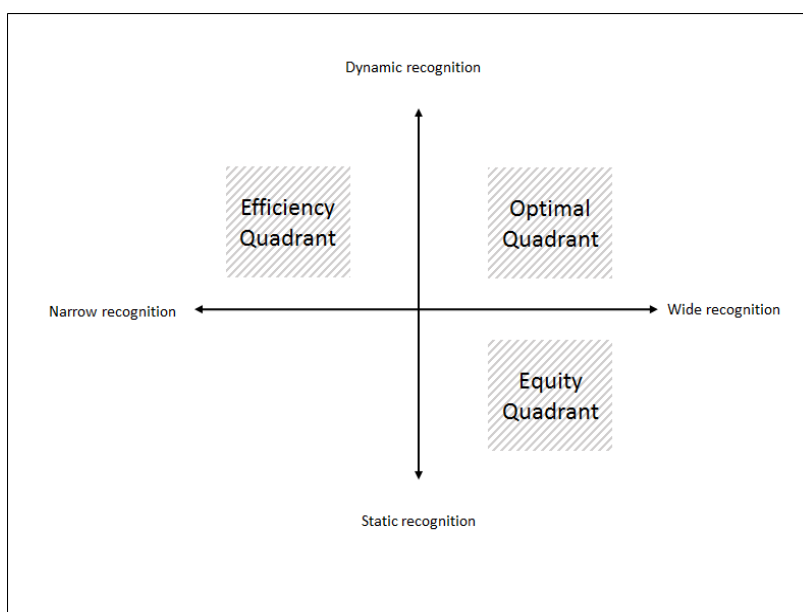 Dynamic recognition
Efficiency
Quadrant
Optimal
Quadrant
Narrow recognition
Wide recognition
Equity
Quadrant
Static recognition